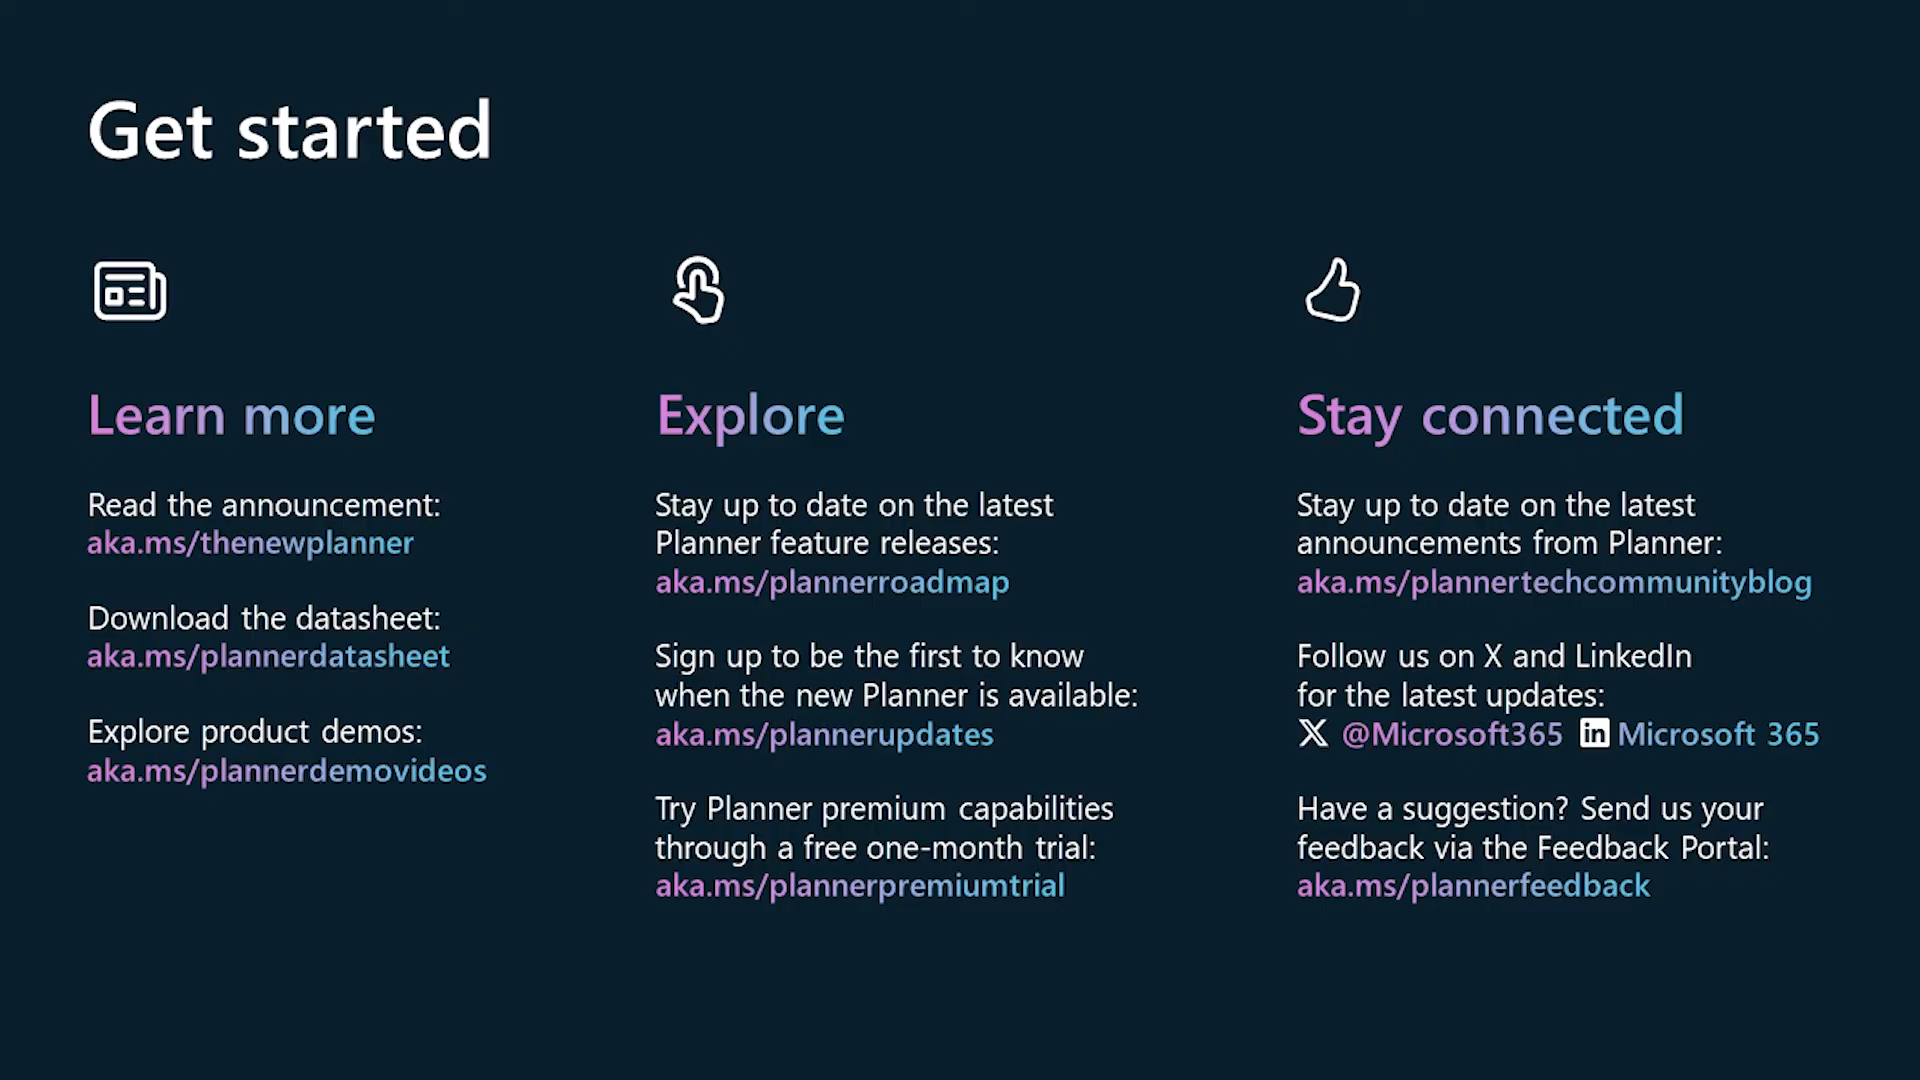 Get started
Learn more
Read the announcement:
aka.ms/thenewplanner
Download the datasheet:
aka.ms/plannerdatasheet
Explore product demos:
aka.ms/plannerdemovideos
Explore
Stay up to date on the latest
Planner feature releases:
aka.ms/plannerroadmap
Sign up to be the first to know
when the new Planner is available:
aka.ms/plannerupdates
Try Planner premium capabilities
through a free one-month trial:
aka.ms/plannerpremiumtrial
Stay connected
Stay up to date on the latest
announcements from Planner:
aka.ms/plannertechcommunityblog
Follow us on X and LinkedIn
for the latest updates:
X @Microsoft365 in Microsoft 365
Have a suggestion? Send us your
feedback via the Feedback Portal:
aka.ms/plannerfeedback